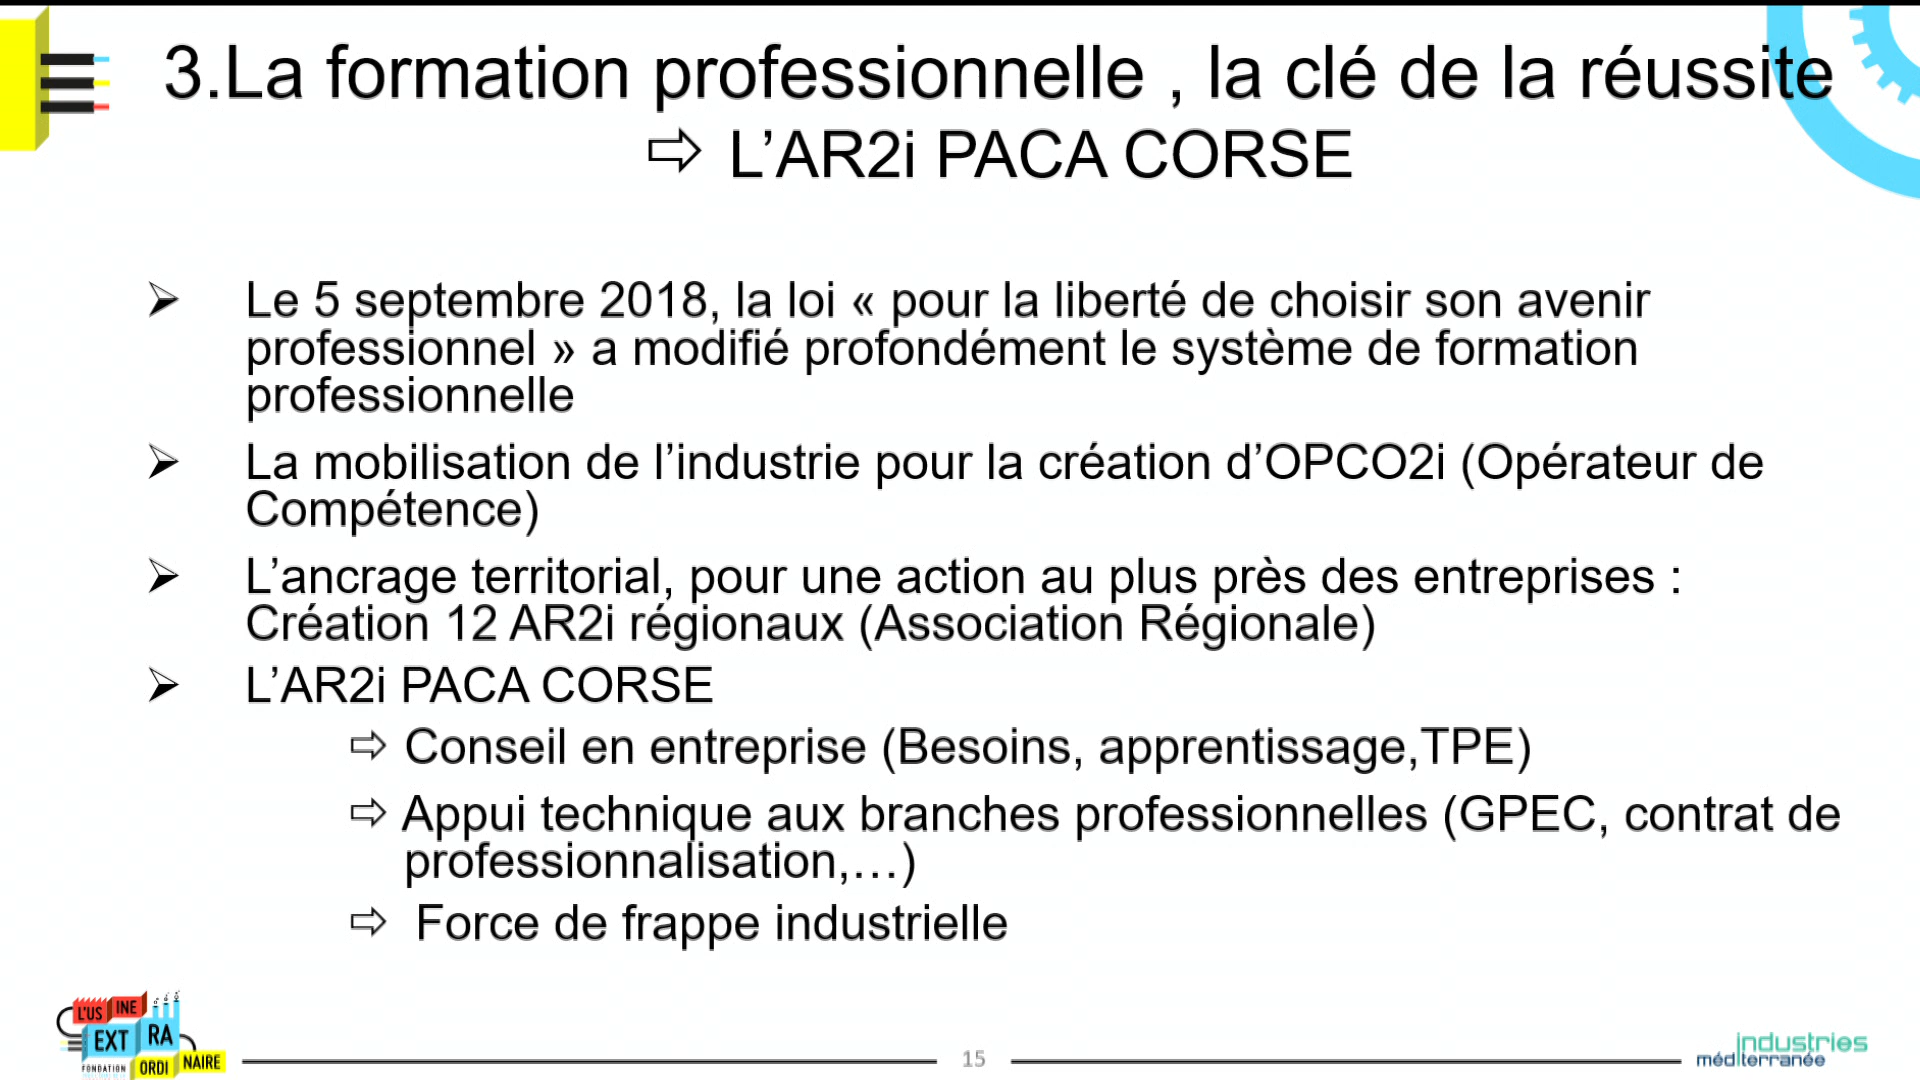 3.La formation professionnelle , la clé de la réussite
⇨ L’AR2i PACA CORSE
➢ Le 5 septembre 2018, la loi « pour la liberté de choisir son avenir
professionnel » a modifié profondément le système de formation
professionnelle
➢ La mobilisation de l’industrie pour la création d’OPCO2i (Opérateur de
Compétence)
➢ L’ancrage territorial, pour une action au plus près des entreprises :
Création 12 AR2i régionaux (Association Régionale)
➢ L’AR2i PACA CORSE
⇨ Conseil en entreprise (Besoins, apprentissage,TPE)
⇨ Appui technique aux branches professionnelles (GPEC, contrat de
professionnalisation,…)
⇨ Force de frappe industrielle
L'US INE
EXT RA
ORDI NAIRE
FONDATION
15
industries
méditerranée